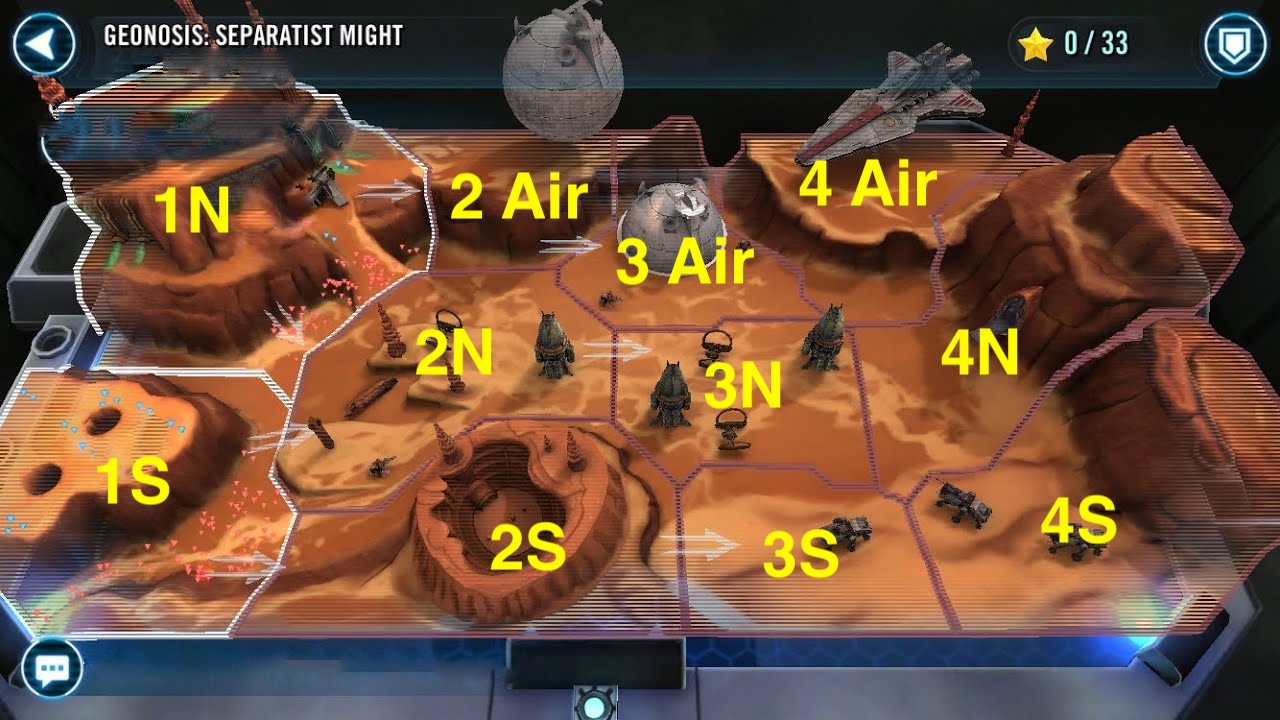 GEONOSIS: SEPARATIST MIGHT
0 / 33
1N
2 Air
4 Air
3 Air
2N
3N
4N
1S
2S
3S
4S